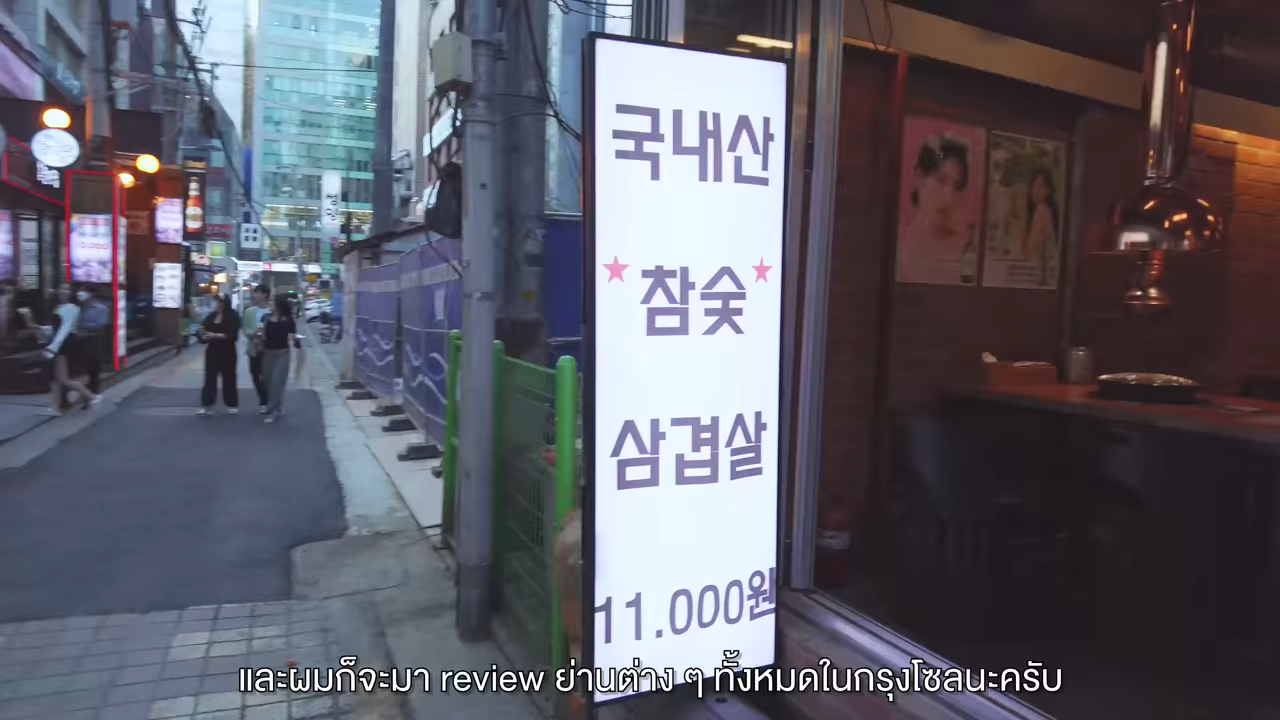 국내산
★참숯★
삼겹살
11.000원
และผมก็จะมา review ย่านต่าง ๆ ทั้งหมดในกรุงโซลนะครับ